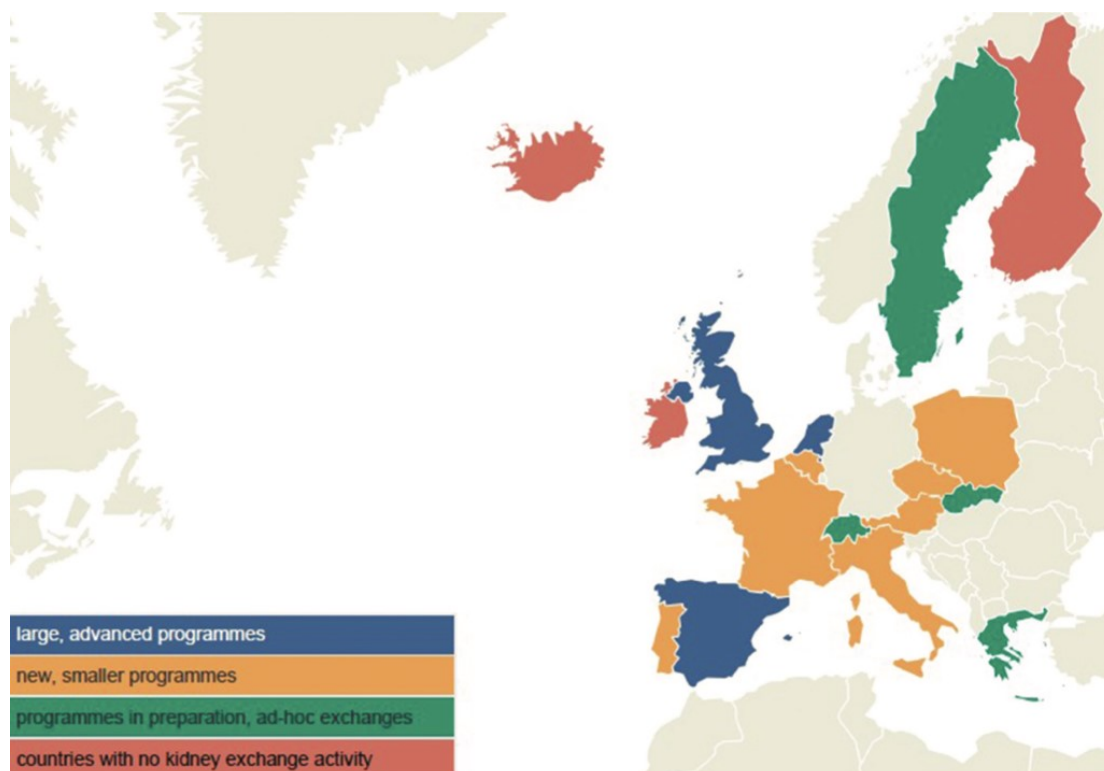 large, advanced programmes
new, smaller programmes
programmes in preparation, ad-hoc exchanges
countries with no kidney exchange activity